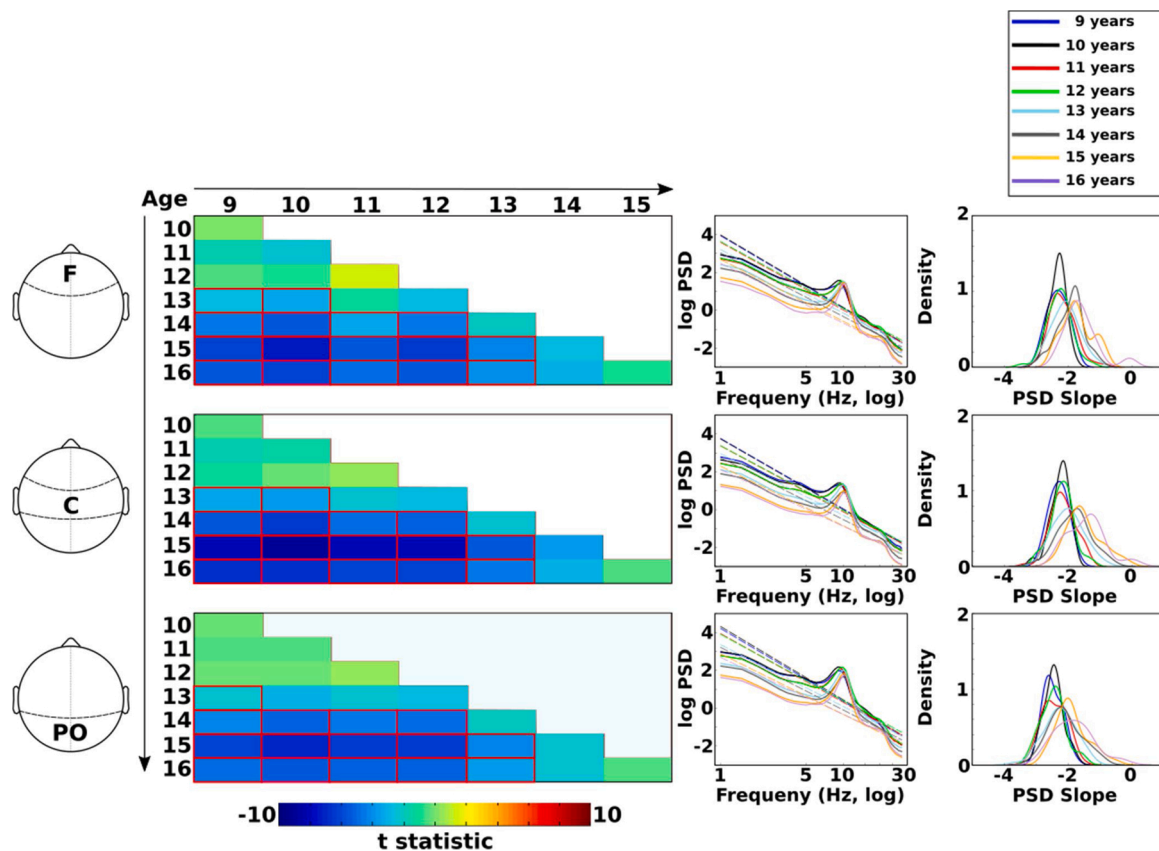 9 years
10 years
11 years
12 years
13 years
14 years
15 years
16 years
Age
9 10 11 12 13 14 15
F
10
11
12
13
14
15
16
4
2
0
-2
log PSD
1 5 10 30
Frequeny (Hz, log)
2
1
0
Density
-4 -2 0
PSD Slope
C
10
11
12
13
14
15
16
4
2
0
-2
log PSD
1 5 10 30
Frequeny (Hz, log)
2
1
0
Density
-4 -2 0
PSD Slope
PO
10
11
12
13
14
15
16
4
2
0
-2
log PSD
1 5 10 30
Frequeny (Hz, log)
2
1
0
Density
-4 -2 0
PSD Slope
-10 10
t statistic